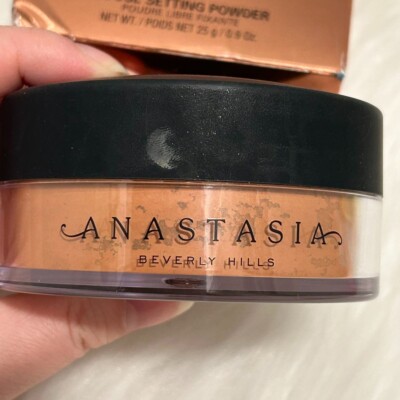 SETTING POWDER
POUDRE LIBRE FIXANTE
NET WT. / POIDS NET 25 g / 0.9 Oz.
ANASTASIA
BEVERLY HILLS